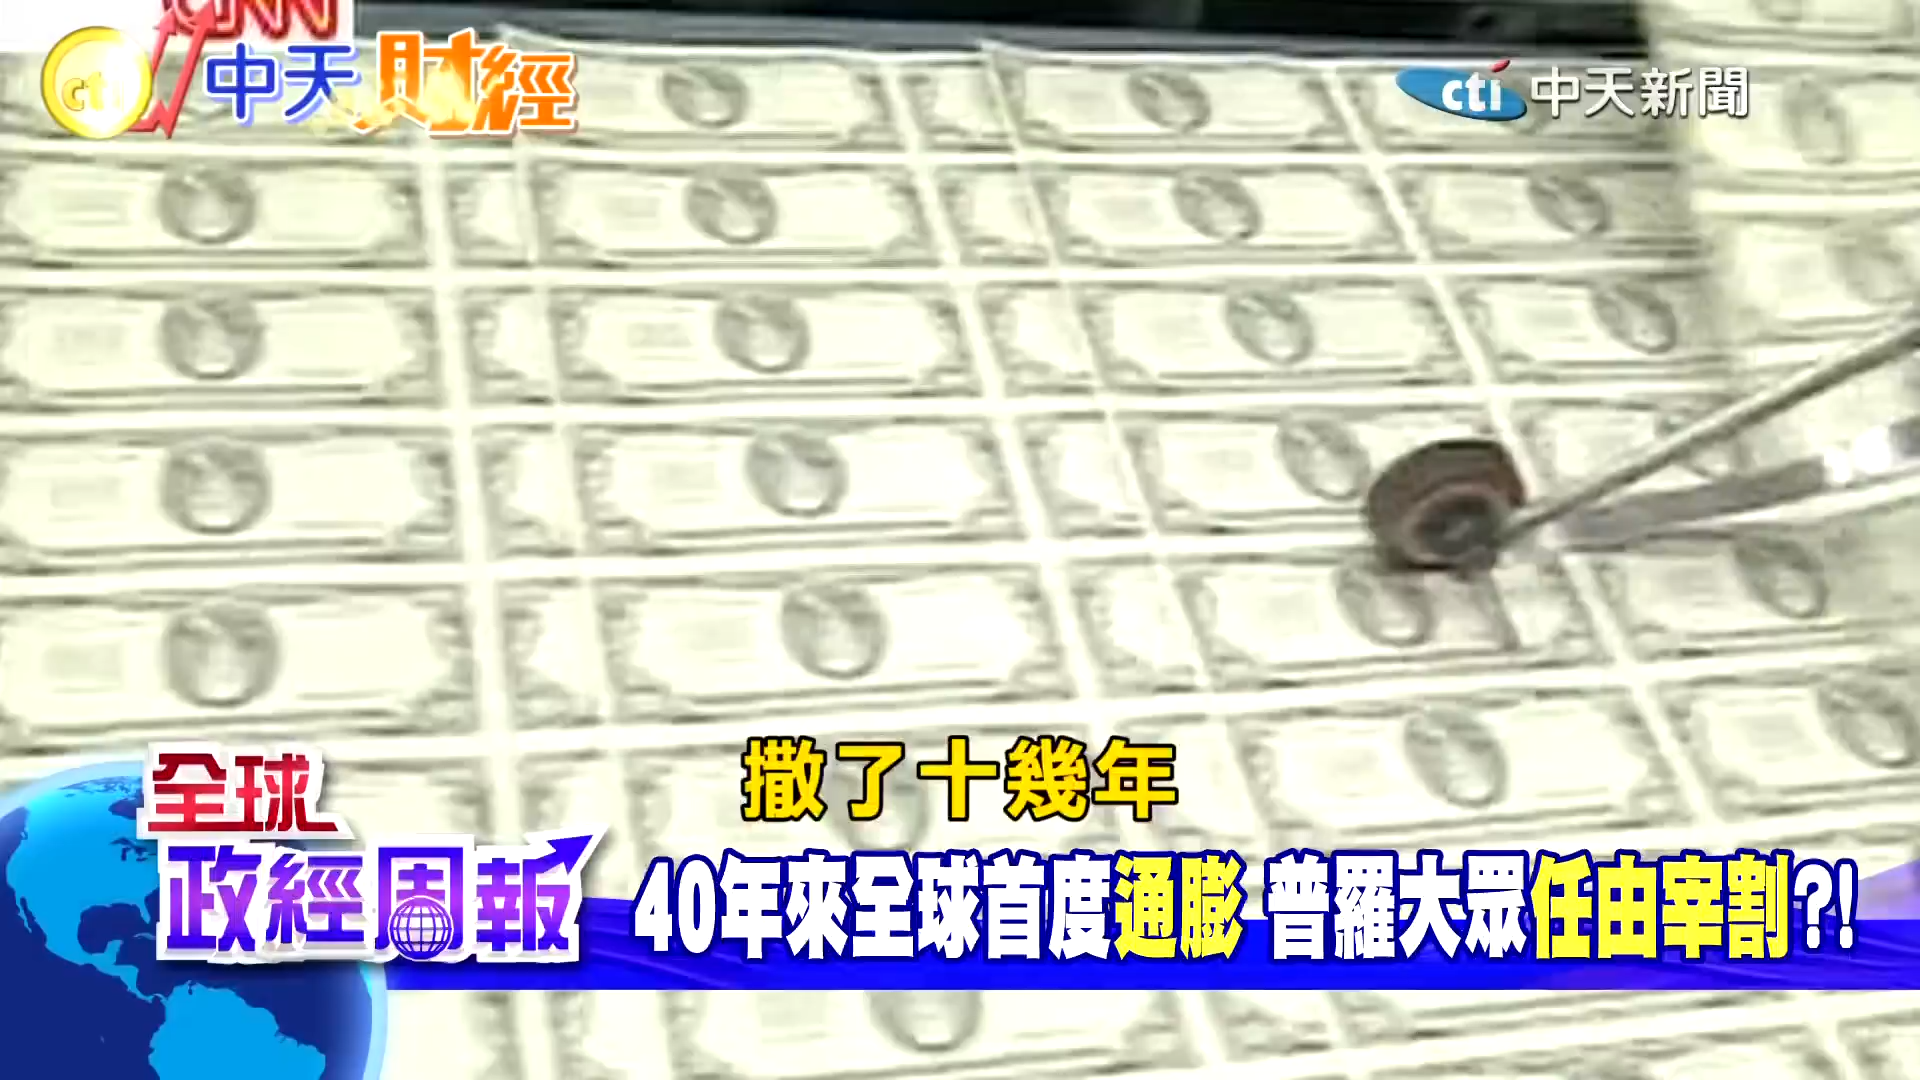 CNN
cti 中天財經
cti 中天新聞
撒了十幾年
全球
政經周報
40年來全球首度通膨 普羅大眾任由宰割?!